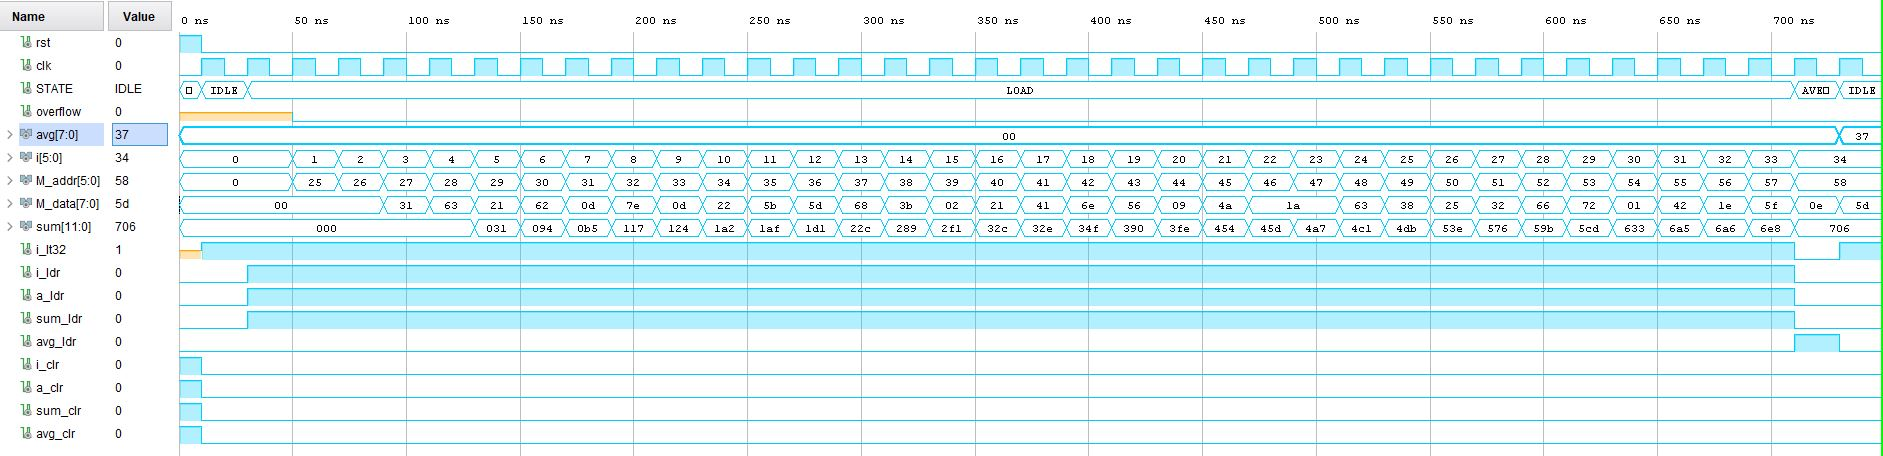 Name Value 0 ns 50 ns 100 ns 150 ns 200 ns 250 ns 300 ns 350 ns 400 ns 450 ns 500 ns 550 ns 600 ns 650 ns 700 ns
rst 0
clk 0
STATE IDLE IDLE LOAD AVE IDLE
overflow 0
avg[7:0] 37 00 37
i[5:0] 34 0 1 2 3 4 5 6 7 8 9 10 11 12 13 14 15 16 17 18 19 20 21 22 23 24 25 26 27 28 29 30 31 32 33 34
M_addr[5:0] 58 0 25 26 27 28 29 30 31 32 33 34 35 36 37 38 39 40 41 42 43 44 45 46 47 48 49 50 51 52 53 54 55 56 57 58
M_data[7:0] 5d 00 31 63 21 62 0d 7e 0d 22 5b 5d 68 3b 02 21 41 6e 56 09 4a 1a 63 38 25 32 66 72 01 42 1e 5f 0e 5d
sum[11:0] 706 000 031 094 0b5 117 124 1a2 1af 1d1 22c 289 2f1 32c 32e 34f 390 3fe 454 45d 4a7 4c1 4db 53e 576 59b 5cd 633 6a5 6a6 6e8 706
i_lt32 1
i_ldr 0
a_ldr 0
sum_ldr 0
avg_ldr 0
i_clr 0
a_clr 0
sum_clr 0
avg_clr 0